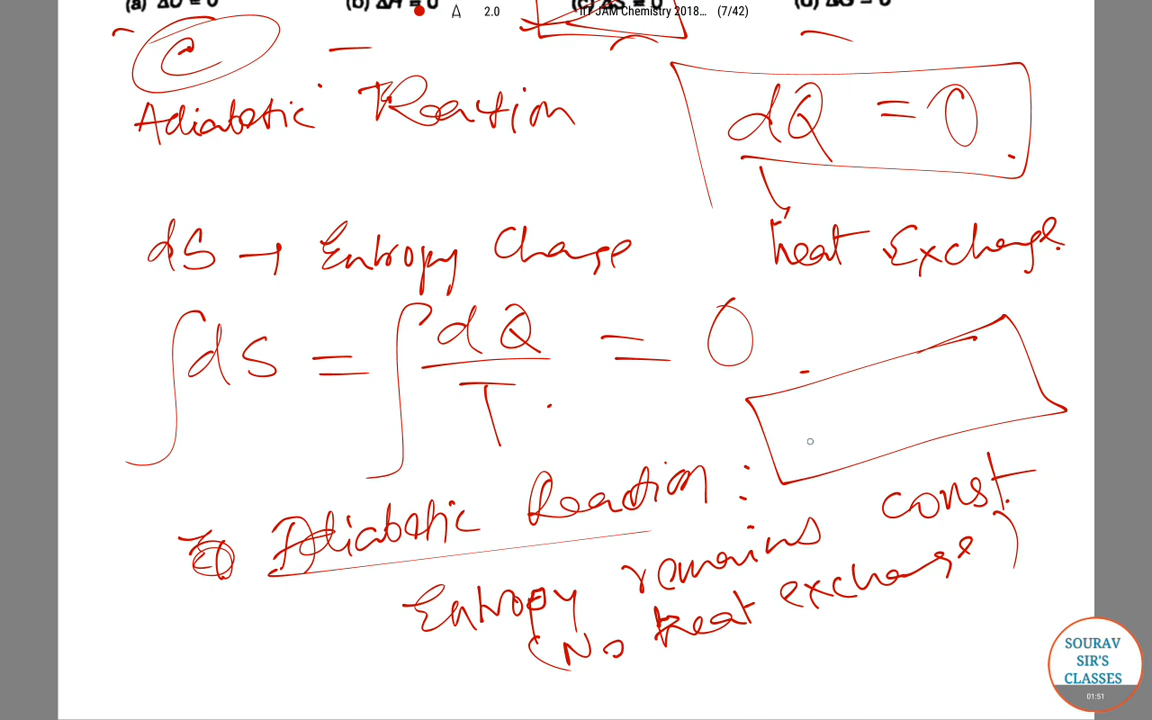 (a) ΔU = 0 (b) ΔH = 0 (c) ΔS = 0 (d) ΔG = 0
2.0 IIT JAM Chemistry 2018... (7/42)
Adiabatic Reaction
dQ = 0
heat Exchange.
dS → Entropy Change
∫dS = ∫dQ/T = 0
Adiabatic Reaction :
Entropy remains const.
(No heat exchange)
SOURAV
SIR'S
CLASSES
01:51